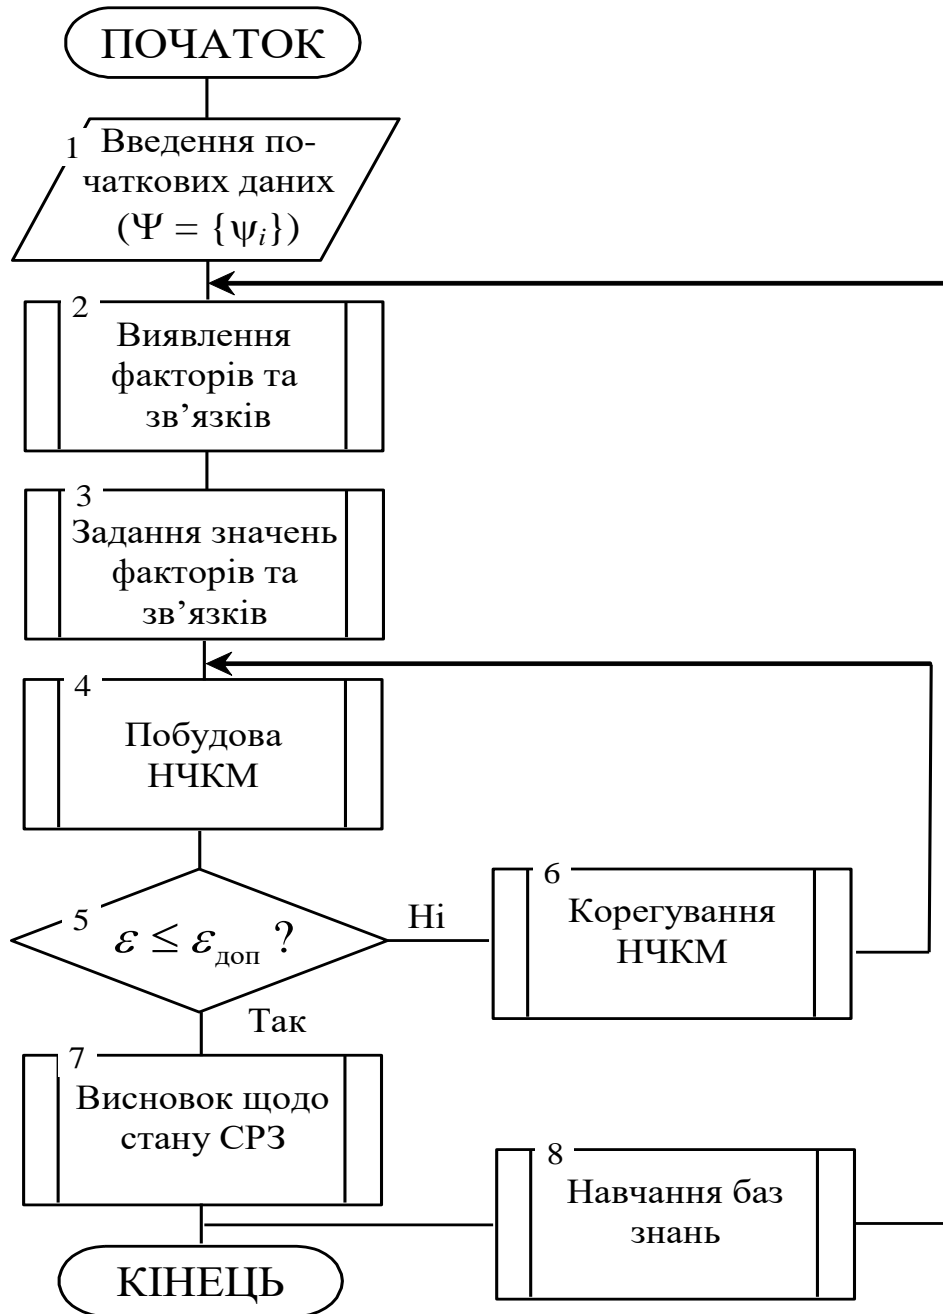 ПОЧАТОК
1
Введення по-
чаткових даних
(Ψ = {ψi})
2
Виявлення
факторів та
зв’язків
3
Задання значень
факторів та
зв’язків
4
Побудова
НЧКМ
5
ε ≤ εдоп ?
Ні
6
Корегування
НЧКМ
Так
7
Висновок щодо
стану СРЗ
8
Навчання баз
знань
КІНЕЦЬ